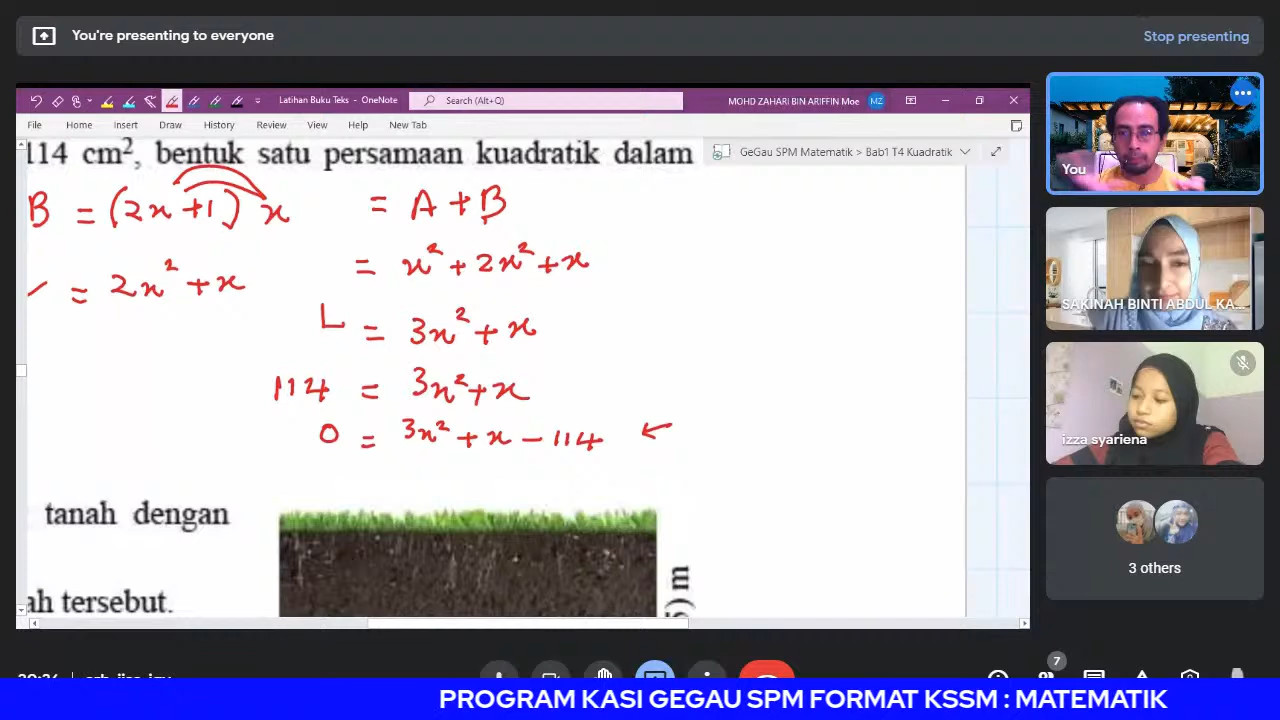 You're presenting to everyone
Stop presenting
Latihan Buku Teks - OneNote
Search (Alt+Q)
MOHD ZAHARI BIN ARIFFIN Moe
MZ
File Home Insert Draw History Review View Help New Tab
114 cm², bentuk satu persamaan kuadratik dalam
GeGau SPM Matematik > Bab1 T4 Kuadratik
B = (2x + 1) x
= 2x² + x
= A + B
= x² + 2x² + x
L = 3x² + x
114 = 3x² + x
0 = 3x² + x - 114
tanah dengan
ah tersebut.
) m
You
SAKINAH BINTI ABDUL KA...
izza syariena
3 others
7
PROGRAM KASI GEGAU SPM FORMAT KSSM : MATEMATIK